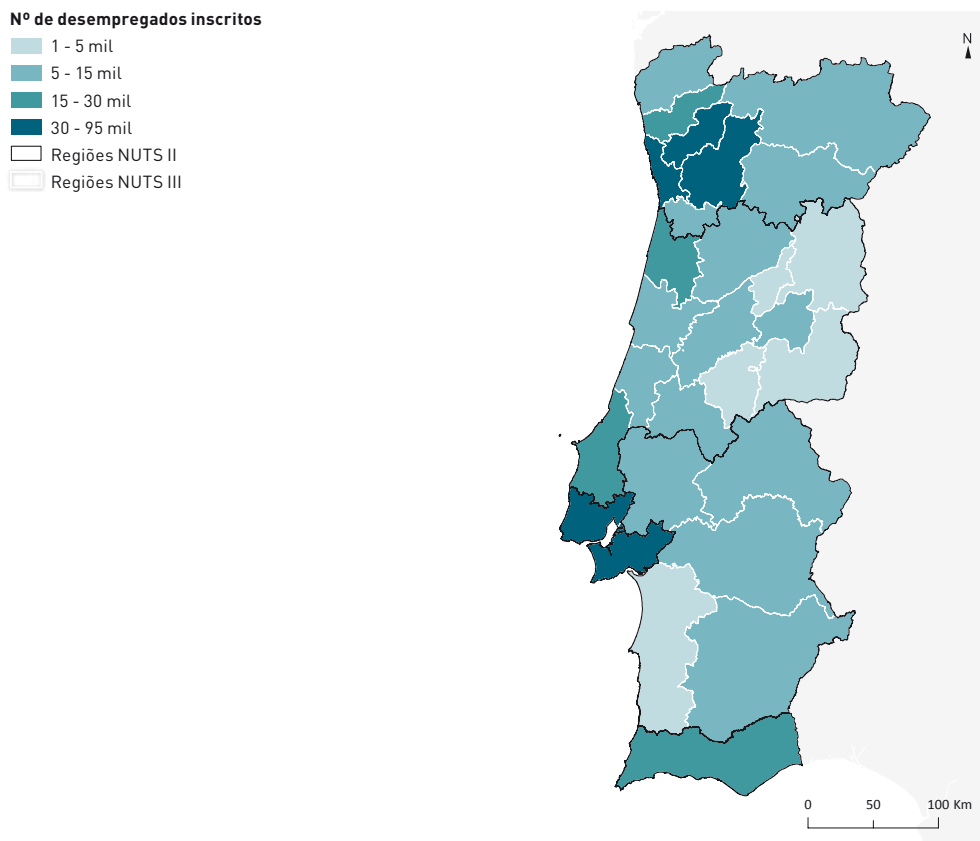 Nº de desempregados inscritos
1 - 5 mil
5 - 15 mil
15 - 30 mil
30 - 95 mil
Regiões NUTS II
Regiões NUTS III
N
0 50 100 Km